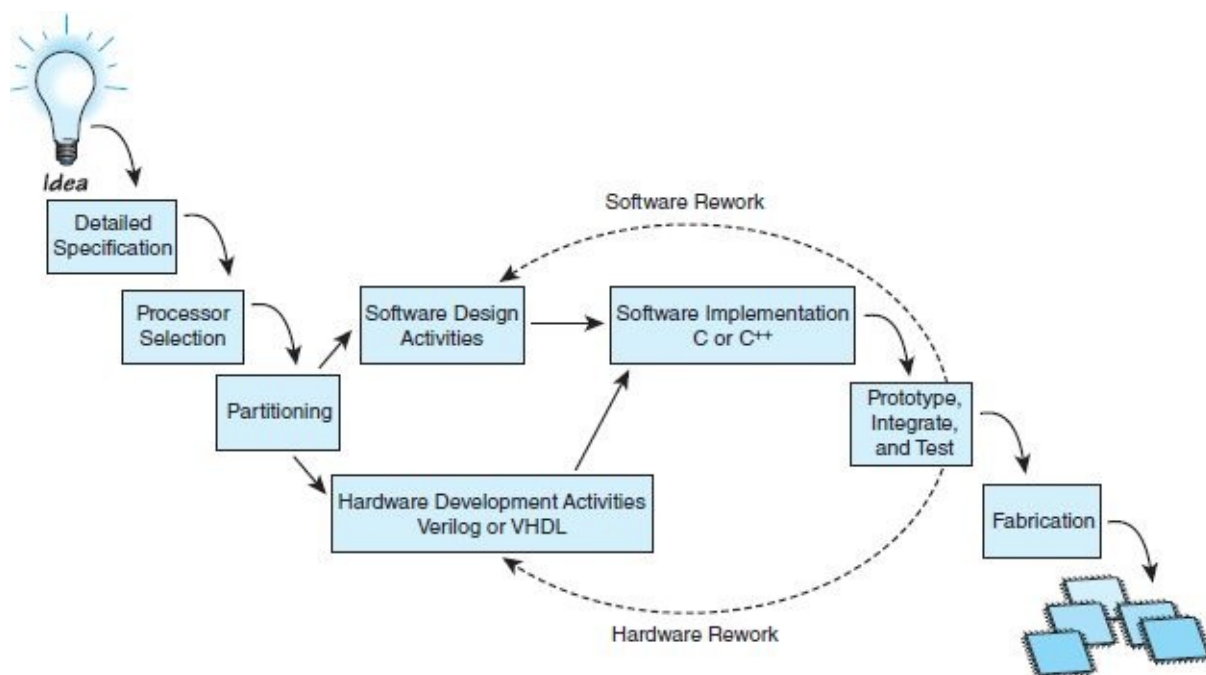 Idea
Detailed
Specification
Processor
Selection
Partitioning
Software Rework
Software Design
Activities
Software Implementation
C or C++
Hardware Development Activities
Verilog or VHDL
Prototype,
Integrate,
and Test
Fabrication
Hardware Rework